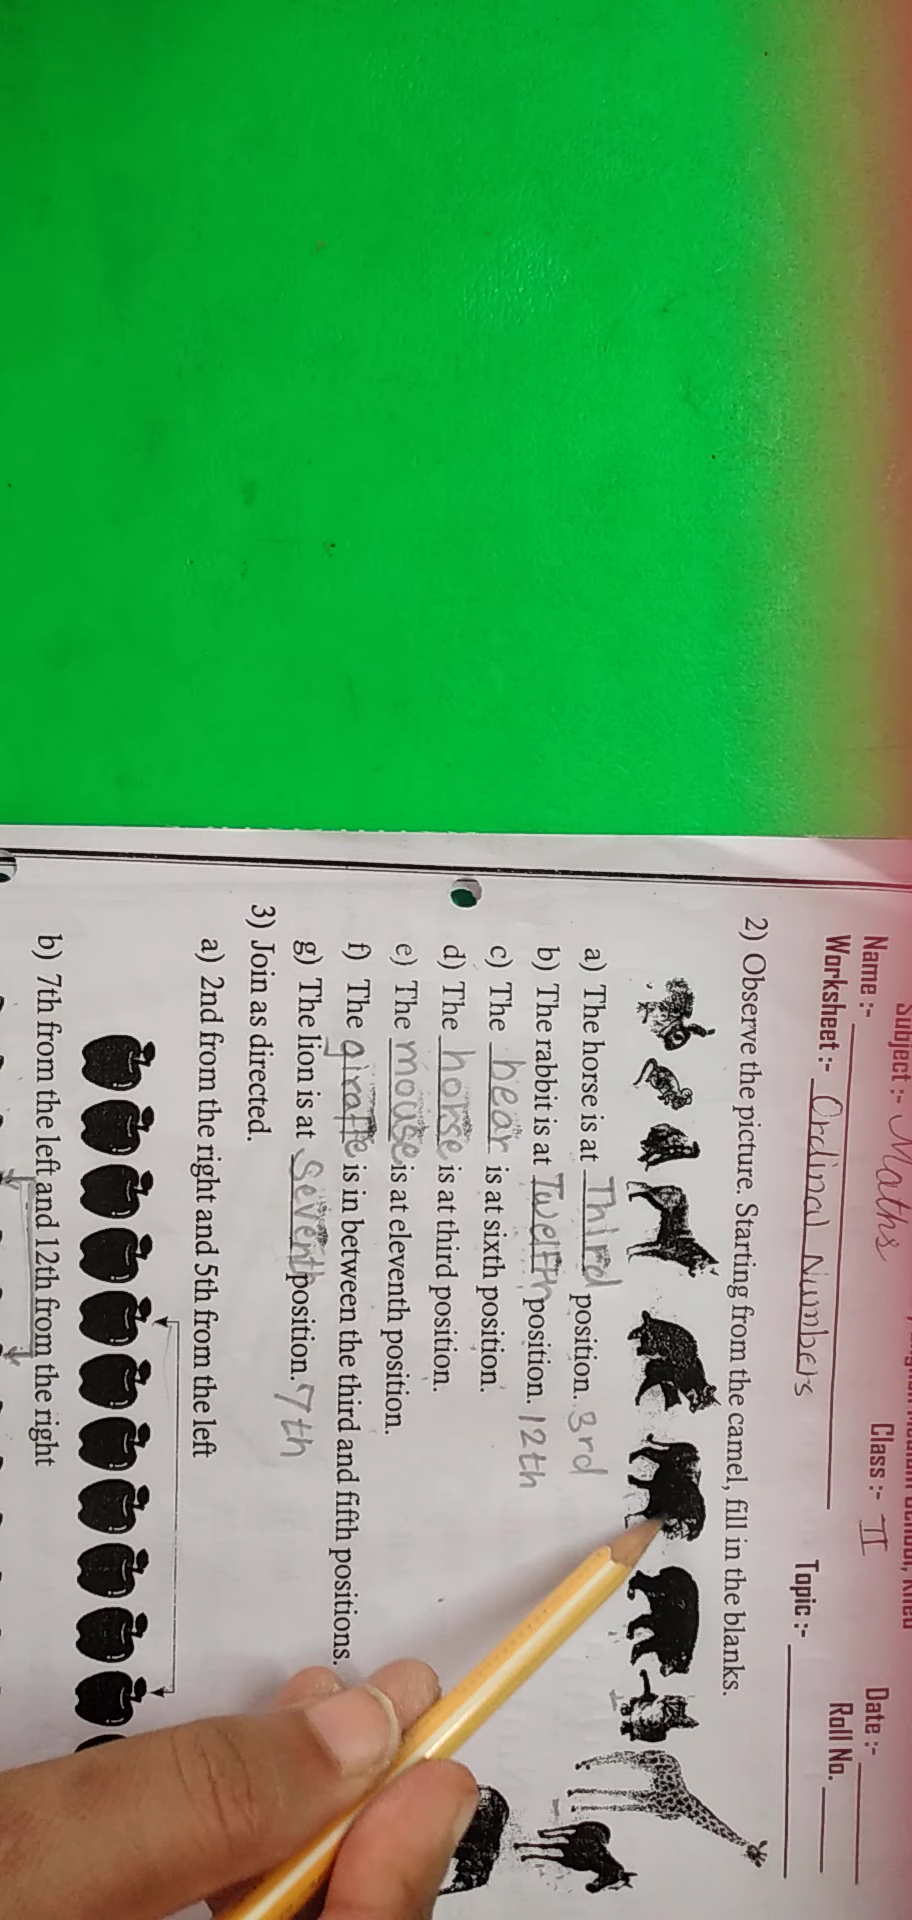 Subject :- Maths
Name :- Class :- II Date :-
Worksheet :- Ordinal Numbers Roll No.
Topic :-
2) Observe the picture. Starting from the camel, fill in the blanks.
a) The horse is at Third position. 3rd
b) The rabbit is at Twelfth position. 12th
c) The bear is at sixth position.
d) The horse is at third position.
e) The mouse is at eleventh position.
f) The giraffe is in between the third and fifth positions.
g) The lion is at seventh position. 7th
3) Join as directed.
a) 2nd from the right and 5th from the left
b) 7th from the left and 12th from the right